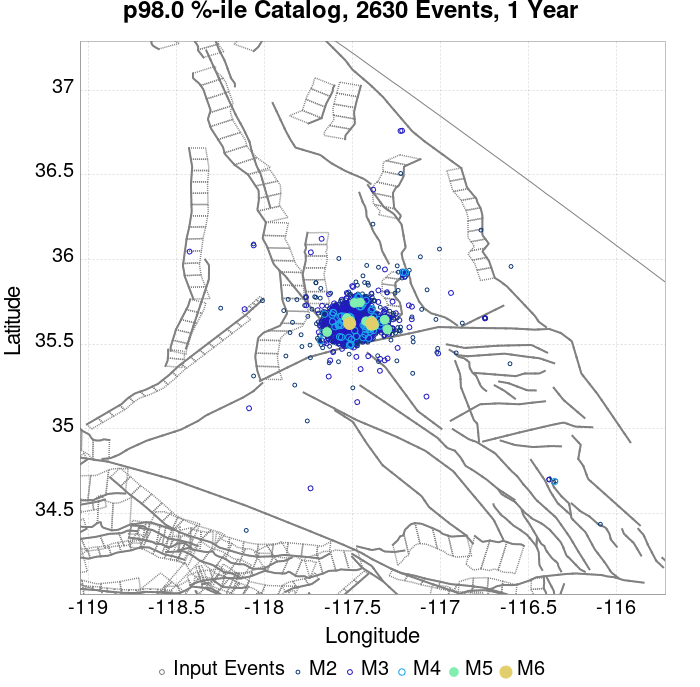 p98.0 %-ile Catalog, 2630 Events, 1 Year
37
36.5
36
35.5
35
34.5
Latitude
-119 -118.5 -118 -117.5 -117 -116.5 -116
Longitude
Input Events M2 M3 M4 M5 M6